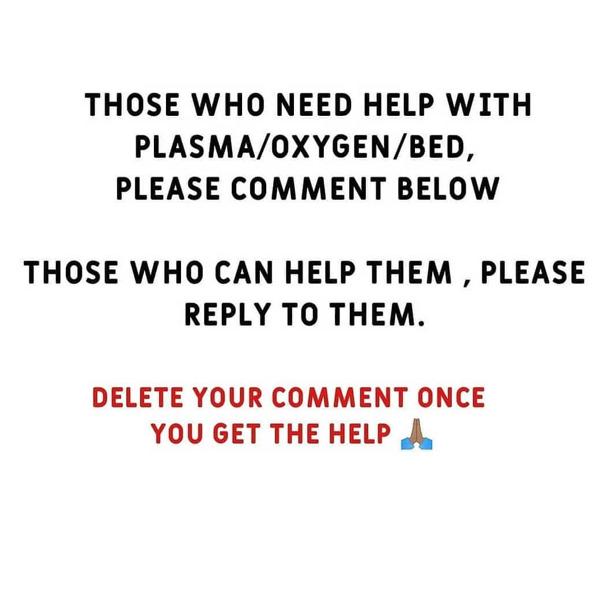 THOSE WHO NEED HELP WITH
PLASMA/OXYGEN/BED,
PLEASE COMMENT BELOW
THOSE WHO CAN HELP THEM , PLEASE
REPLY TO THEM.
DELETE YOUR COMMENT ONCE
YOU GET THE HELP 🙏🏽